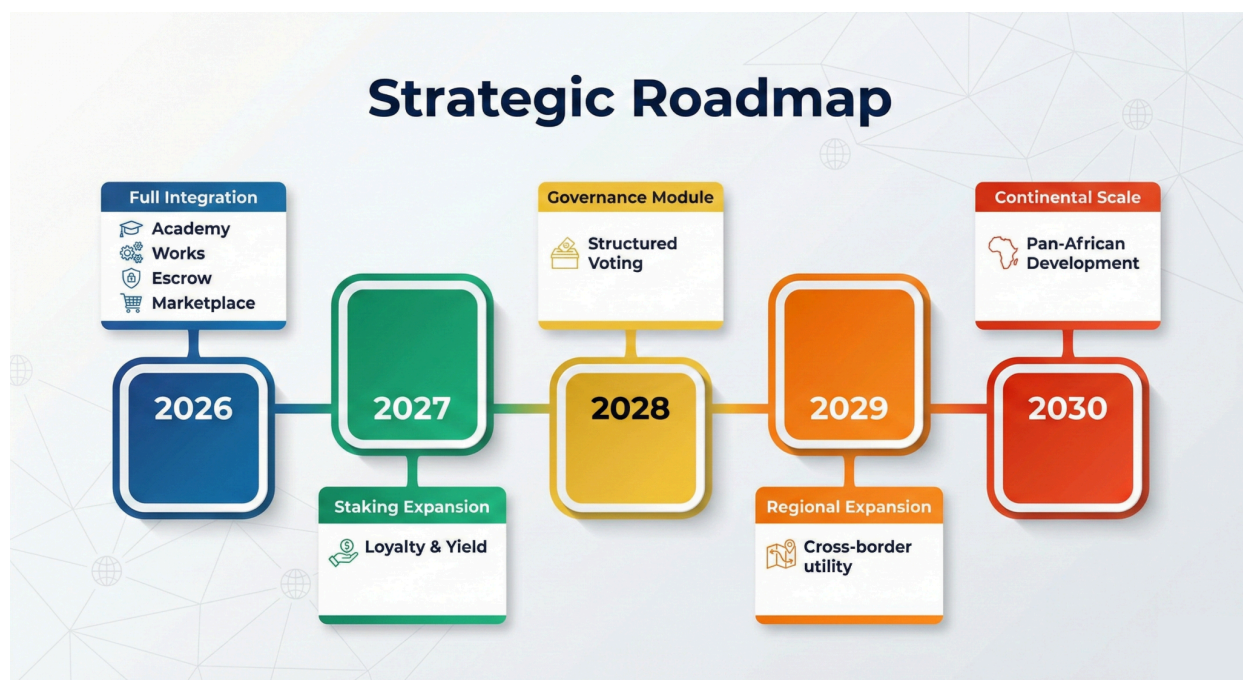 Strategic Roadmap
Full Integration
Academy
Works
Escrow
Marketplace
2026
2027
Staking Expansion
Loyalty & Yield
Governance Module
Structured
Voting
2028
2029
Regional Expansion
Cross-border
utility
Continental Scale
Pan-African
Development
2030